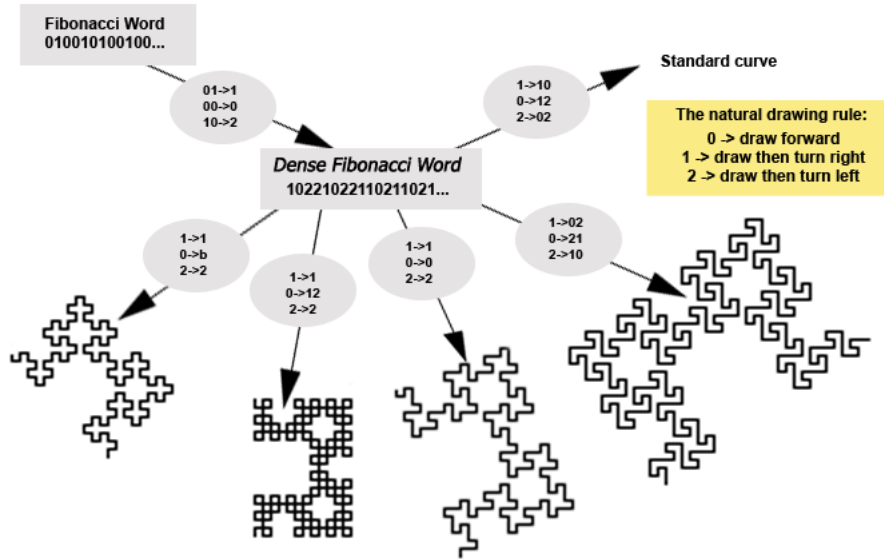 Fibonacci Word
010010100100...
01->1
00->0
10->2
1->10
0->12
2->02
Standard curve
The natural drawing rule:
0 -> draw forward
1 -> draw then turn right
2 -> draw then turn left
Dense Fibonacci Word
10221022110211021...
1->1
0->b
2->2
1->1
0->12
2->2
1->1
0->0
2->2
1->02
0->21
2->10